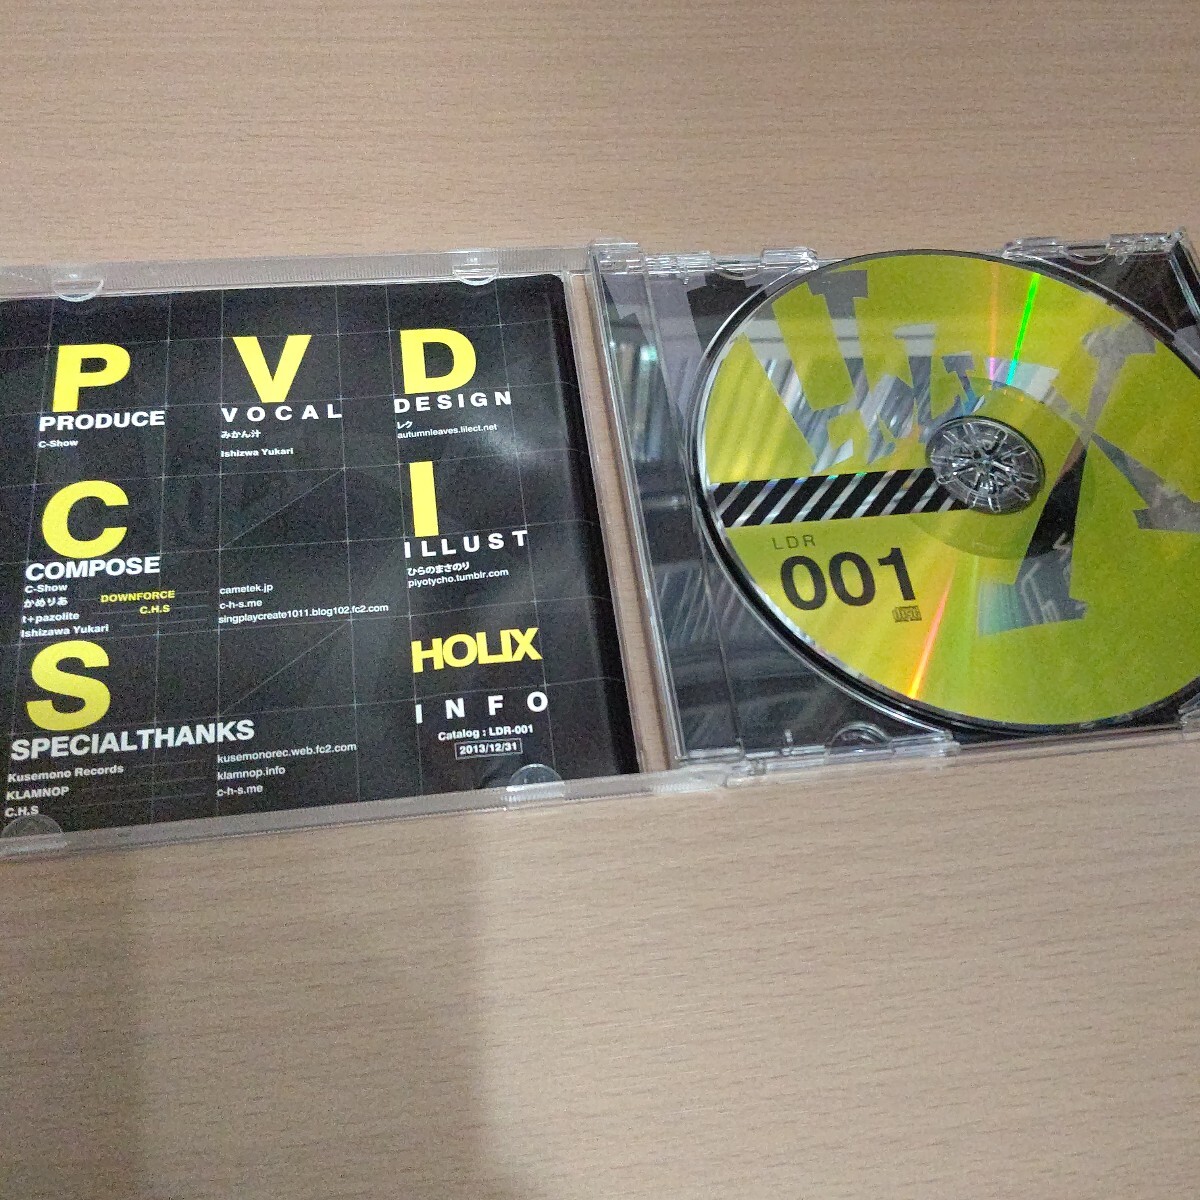 P
PRODUCE
C-Show
V
VOCAL
みかん汁
Ishizwa Yukari
D
DESIGN
レク
autumnleaves.lilect.net
C
COMPOSE
C-Show
かめりあ
t+pazolite
Ishizawa Yukari
DOWNFORCE
C.H.S
cametek.jp
c-h-s.me
singplaycreate1011.blog102.fc2.com
I
ILLUST
ひらのまさのり
piyotycho.tumblr.com
S
SPECIALTHANKS
Kusemono Records
KLAMNOP
C.H.S
kusemonorec.web.fc2.com
klamnop.info
c-h-s.me
HOLIX
INFO
Catalog : LDR-001
2013/12/31
LDR
001